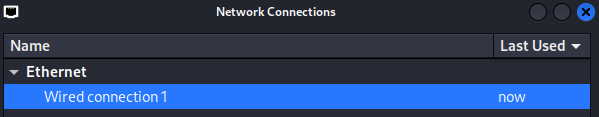 Network Connections
Name Last Used
Ethernet
Wired connection 1 now